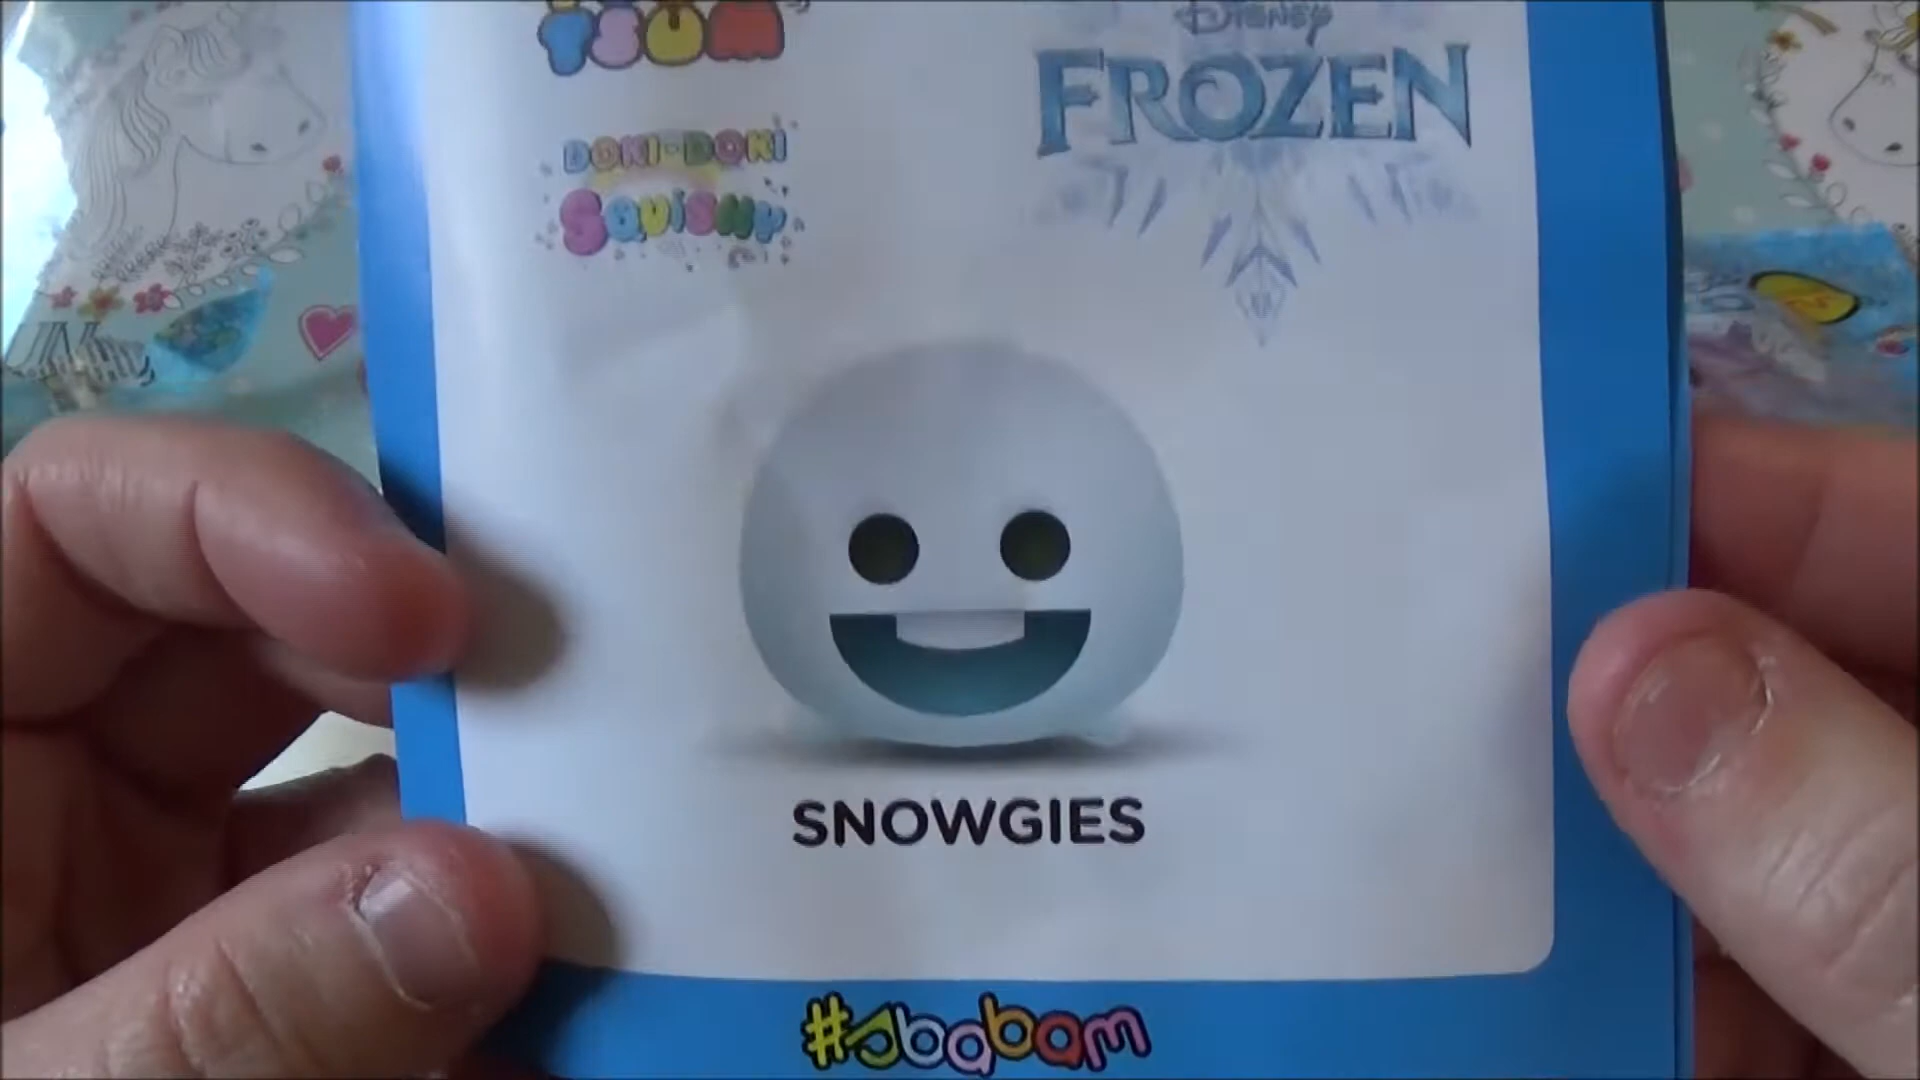 TSUM
DOKI-DOKI
SQUISHY
DISNEY
FROZEN
SNOWGIES
#sbabam